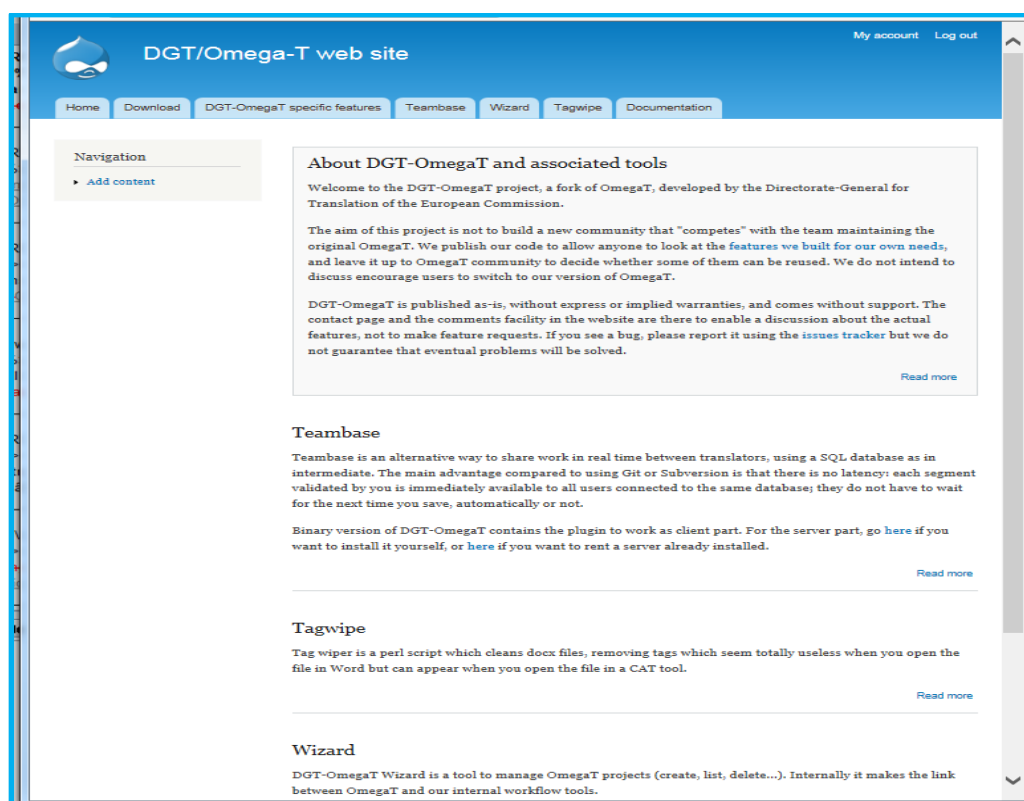 My account Log out
DGT/Omega-T web site
Home Download DGT-OmegaT specific features Teambase Wizard Tagwipe Documentation
Navigation
Add content
About DGT-OmegaT and associated tools
Welcome to the DGT-OmegaT project, a fork of OmegaT, developed by the Directorate-General for
Translation of the European Commission.
The aim of this project is not to build a new community that "competes" with the team maintaining the
original OmegaT. We publish our code to allow anyone to look at the features we built for our own needs,
and leave it up to OmegaT community to decide whether some of them can be reused. We do not intend to
discuss encourage users to switch to our version of OmegaT.
DGT-OmegaT is published as-is, without express or implied warranties, and comes without support. The
contact page and the comments facility in the website are there to enable a discussion about the actual
features, not to make feature requests. If you see a bug, please report it using the issues tracker but we do
not guarantee that eventual problems will be solved.
Read more
Teambase
Teambase is an alternative way to share work in real time between translators, using a SQL database as in
intermediate. The main advantage compared to using Git or Subversion is that there is no latency: each segment
validated by you is immediately available to all users connected to the same database; they do not have to wait
for the next time you save, automatically or not.
Binary version of DGT-OmegaT contains the plugin to work as client part. For the server part, go here if you
want to install it yourself, or here if you want to rent a server already installed.
Read more
Tagwipe
Tag wiper is a perl script which cleans docx files, removing tags which seem totally useless when you open the
file in Word but can appear when you open the file in a CAT tool.
Read more
Wizard
DGT-OmegaT Wizard is a tool to manage OmegaT projects (create, list, delete...). Internally it makes the link
between OmegaT and our internal workflow tools.